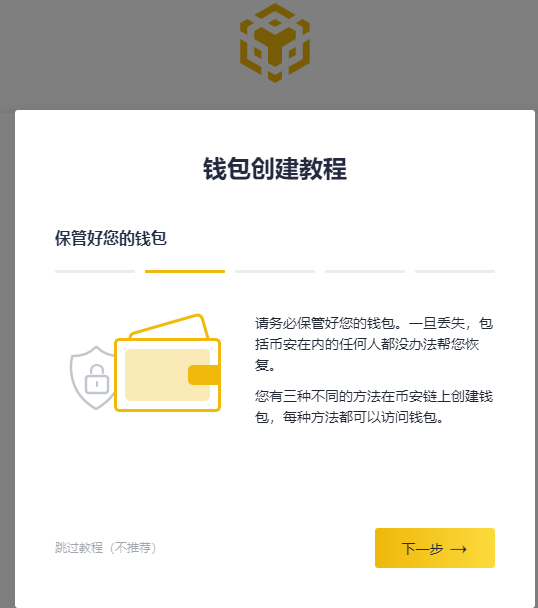 钱包创建教程
保管好您的钱包
请务必保管好您的钱包。一旦丢失，包
括币安在内的任何人都没办法帮您恢
复。
您有三种不同的方法在币安链上创建钱
包，每种方法都可以访问钱包。
跳过教程（不推荐）
下一步 →